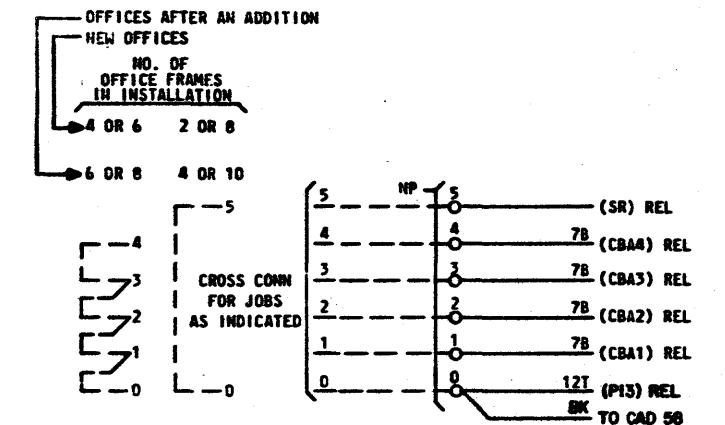 OFFICES AFTER AN ADDITION
NEW OFFICES
NO. OF
OFFICE FRAMES
IN INSTALLATION
4 OR 6 2 OR 8
6 OR 8 4 OR 10
5 5 NP 5 (SR) REL
4 4 4 7B (CBA4) REL
3 CROSS CONN 3 3 7B (CBA3) REL
FOR JOBS
2 AS INDICATED 2 2 7B (CBA2) REL
1 1 1 7B (CBA1) REL
0 0 0 0 12T (P13) REL
BK TO CAD 58